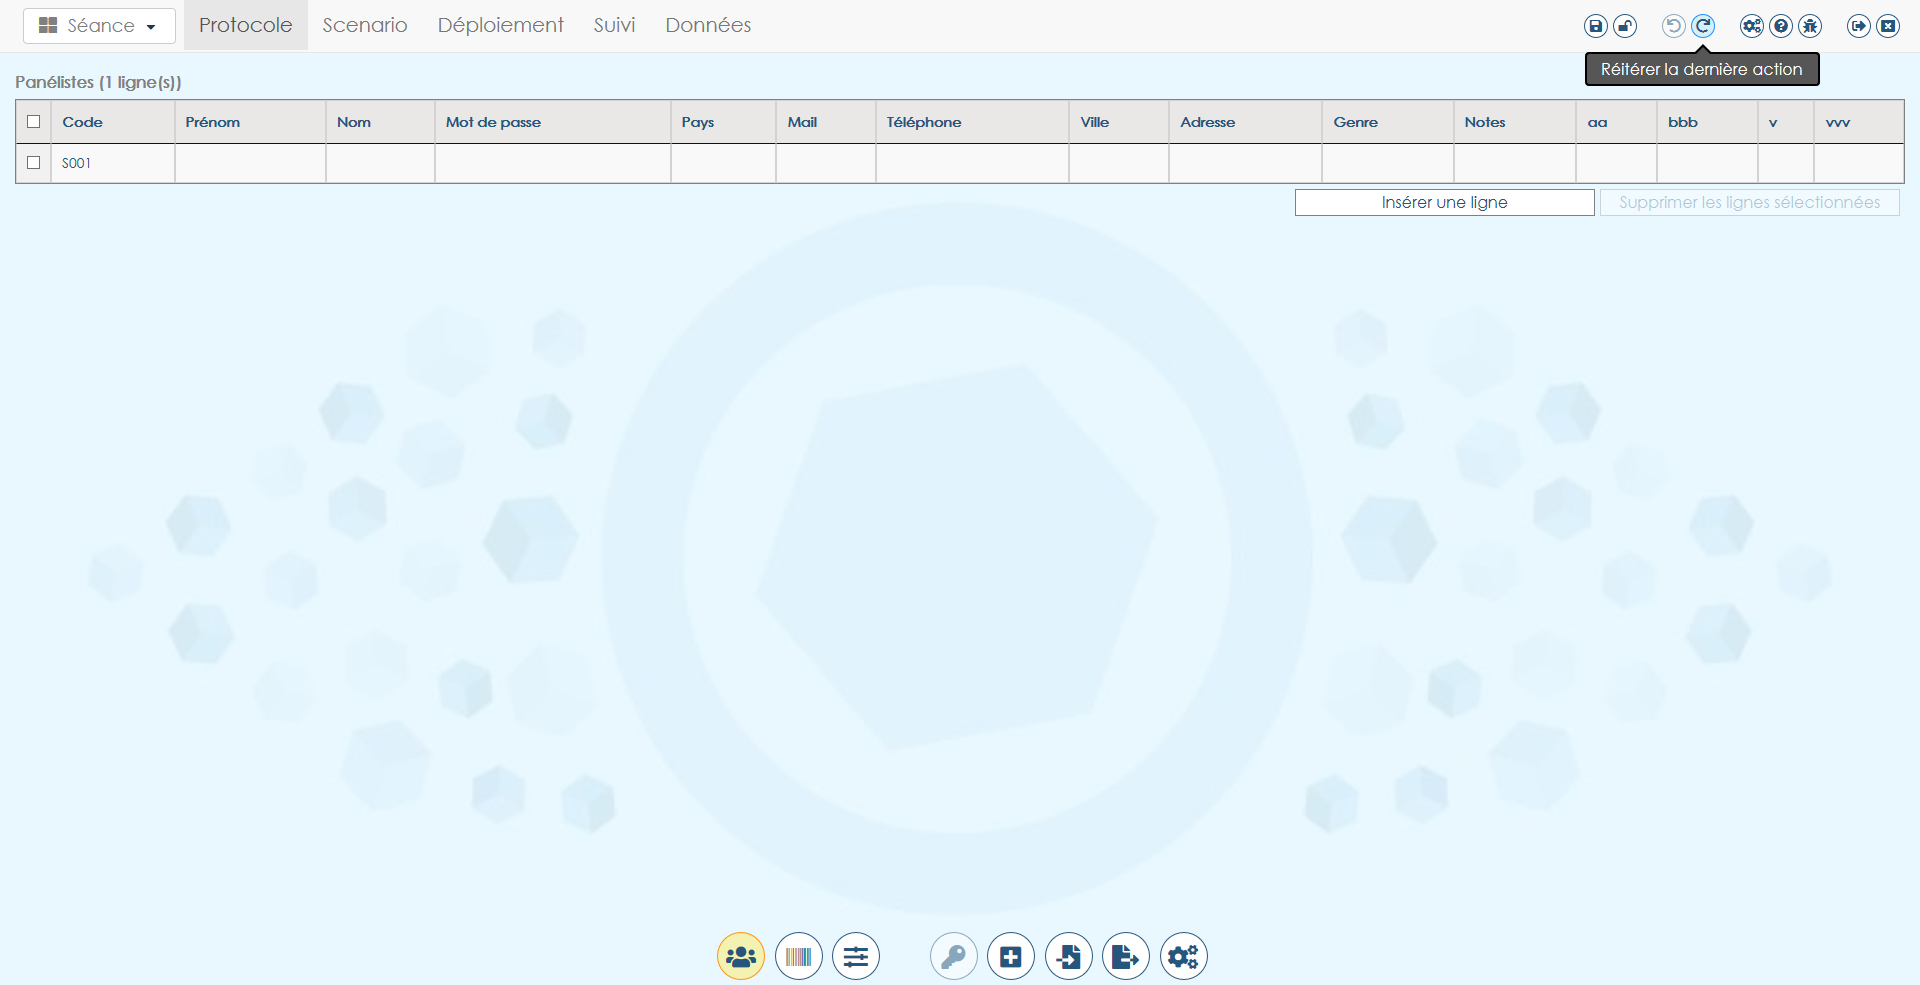 Séance Protocole Scenario Déploiement Suivi Données
Réitérer la dernière action
Panélistes (1 ligne(s))
Code Prénom Nom Mot de passe Pays Mail Téléphone Ville Adresse Genre Notes aa bbb v vvv
S001
Insérer une ligne Supprimer les lignes sélectionnées